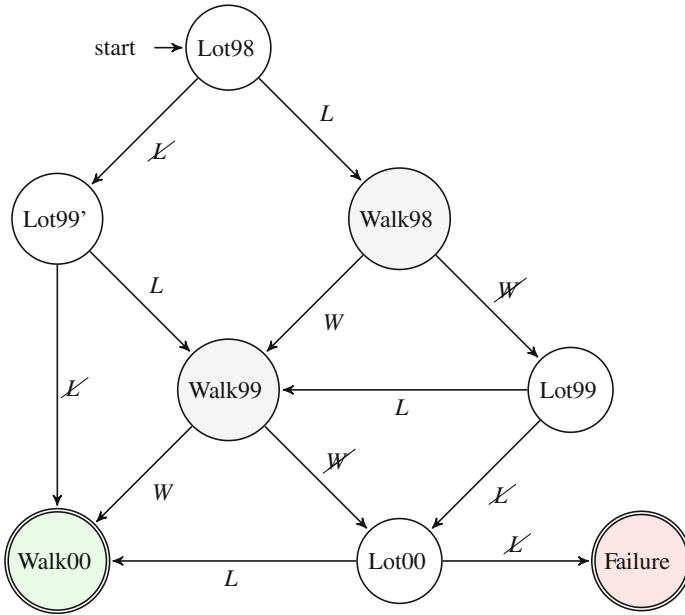 start Lot98
L
L̸
Lot99’ Walk98
L W̸
W
L̸ Walk99 Lot99
L
W W̸ L̸
Walk00 Lot00 L̸ Failure
L